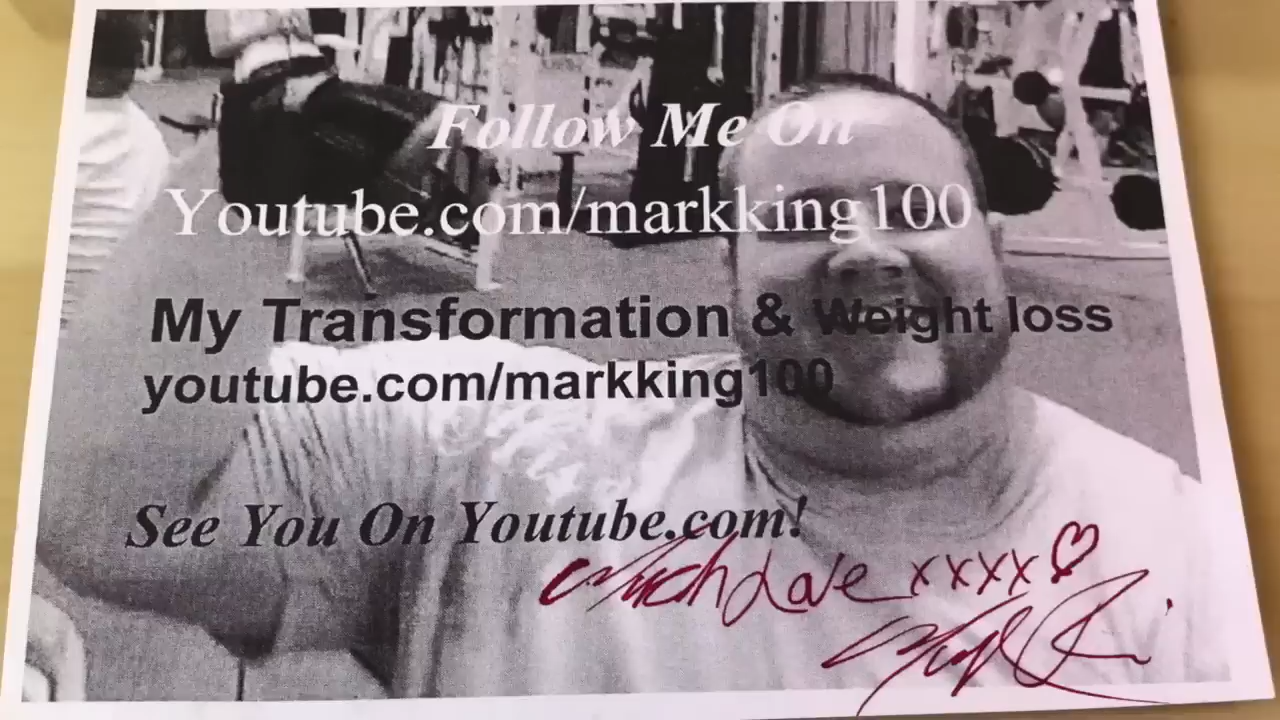 Follow Me On
Youtube.com/markking100
My Transformation & Weight loss
youtube.com/markking100
See You On Youtube.com!
Much Love xxxx